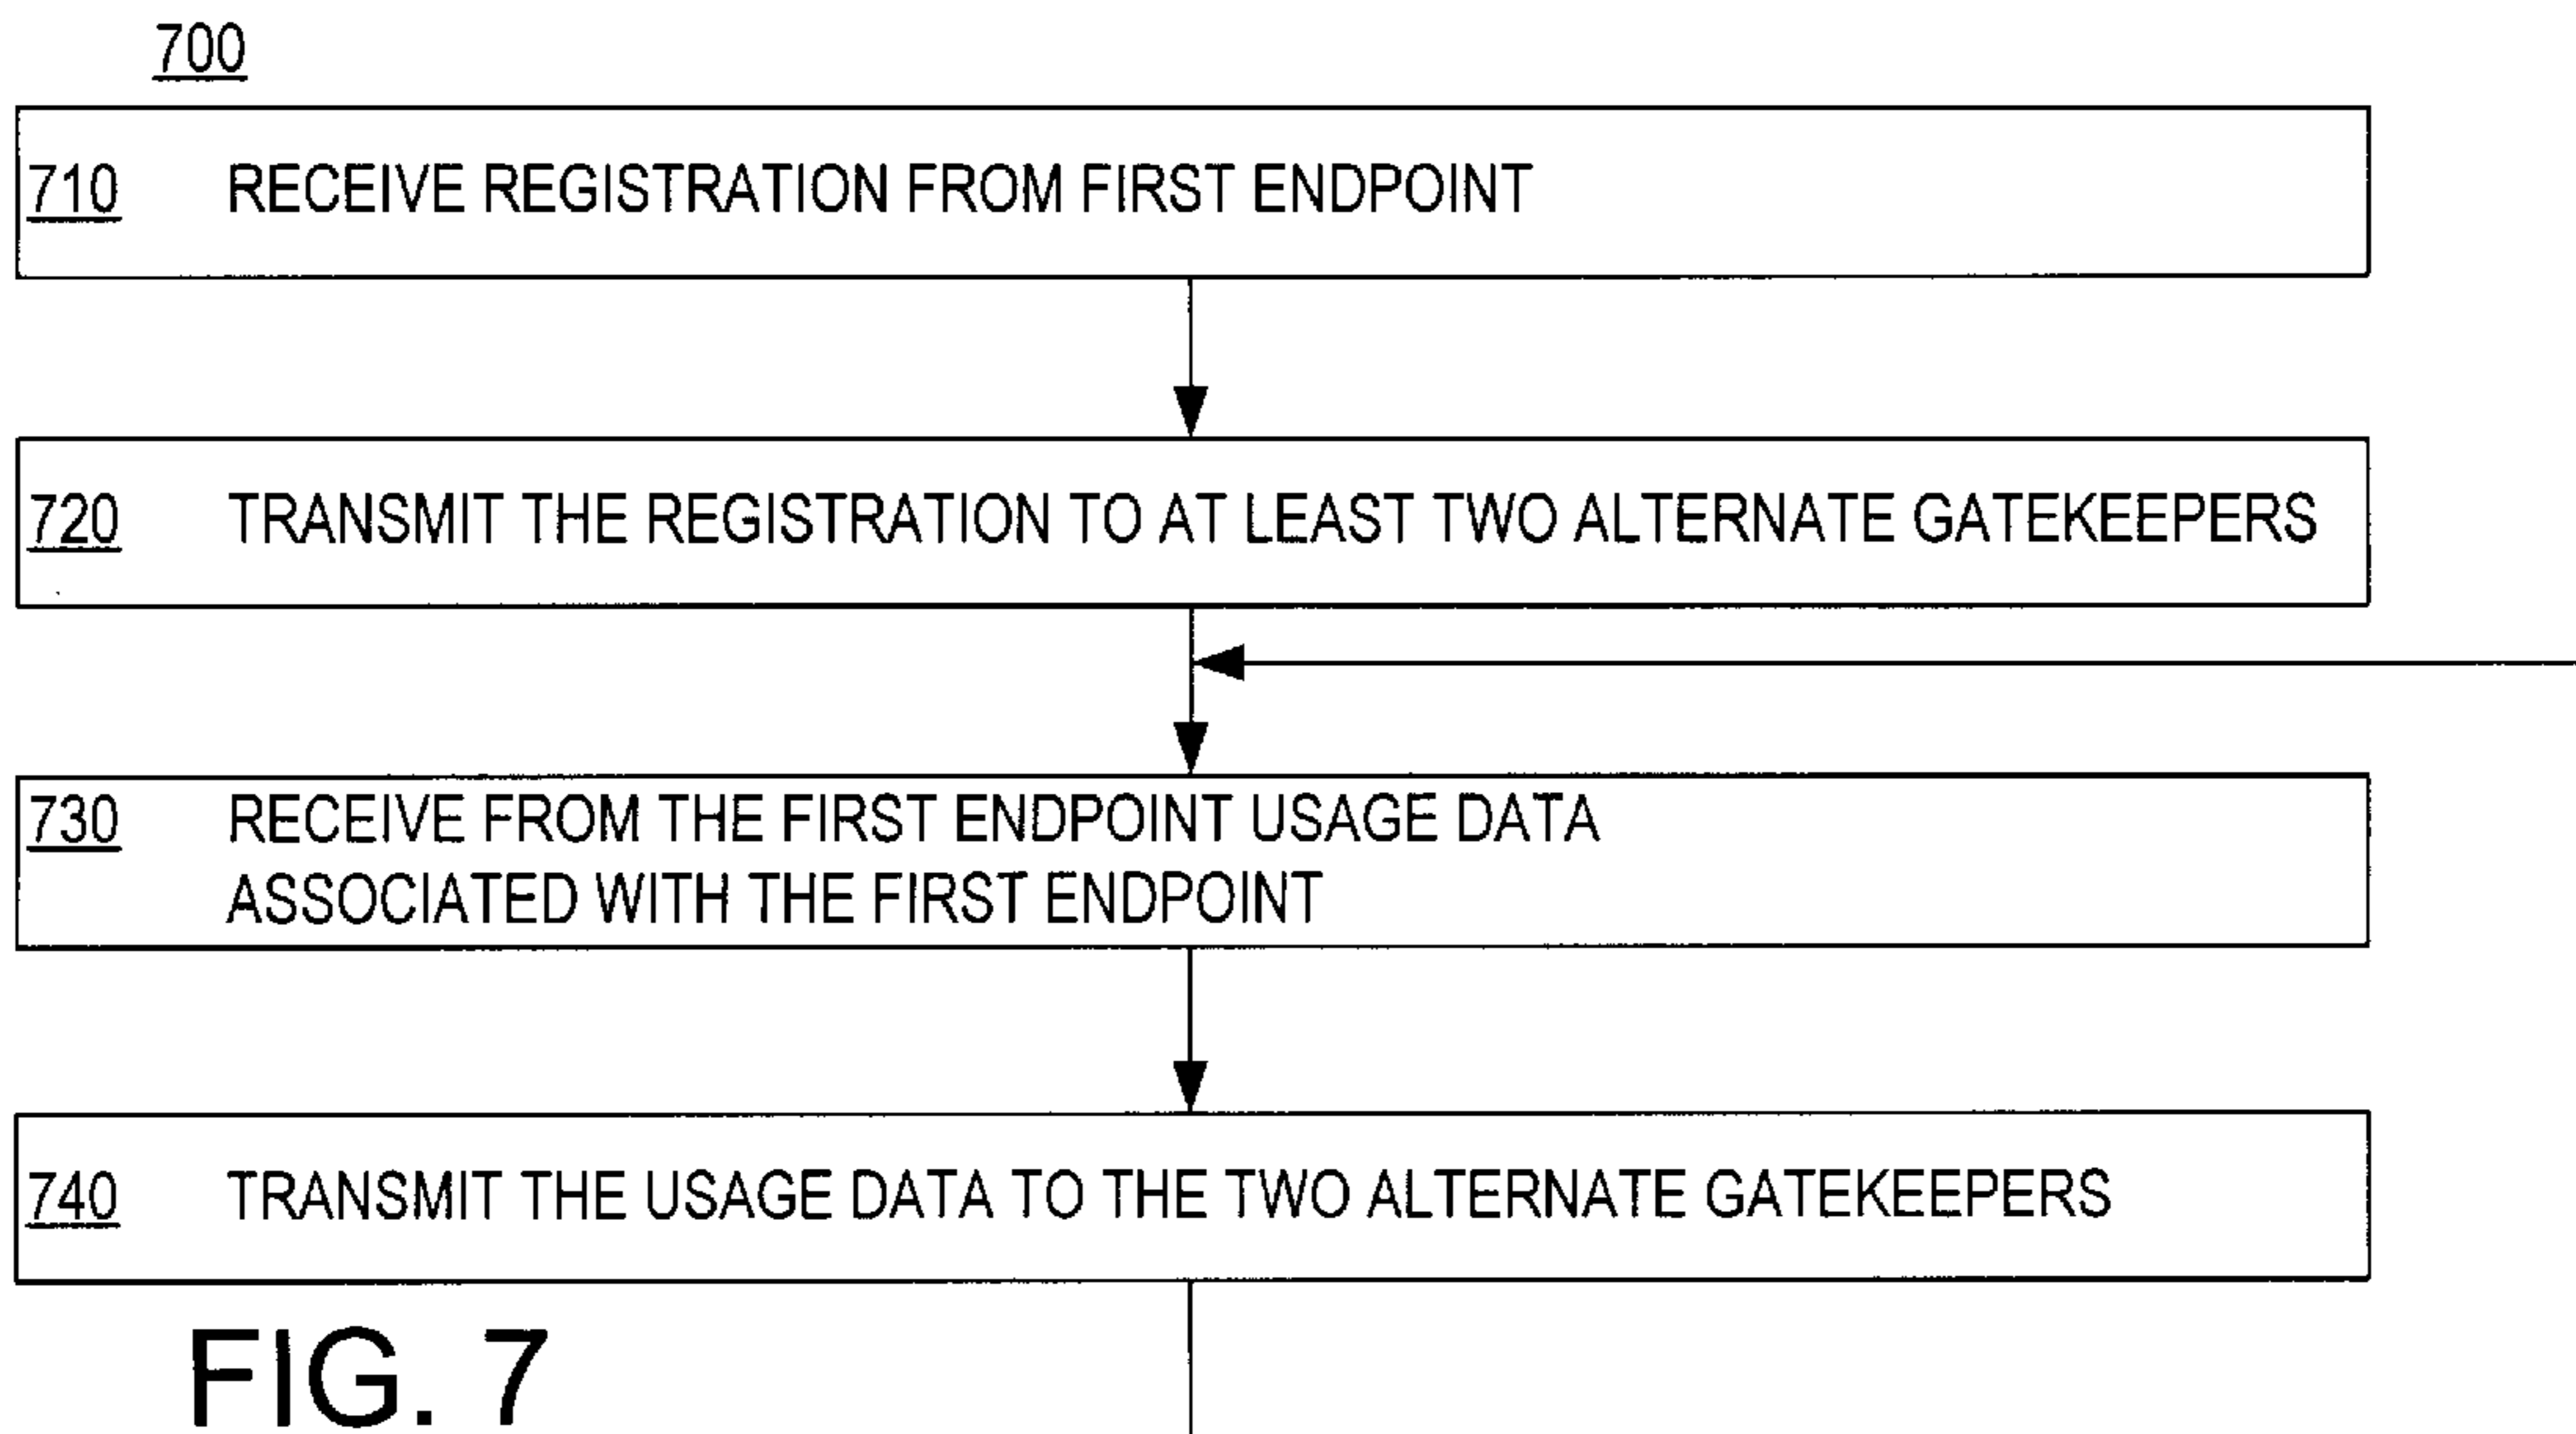 700
710 RECEIVE REGISTRATION FROM FIRST ENDPOINT
720 TRANSMIT THE REGISTRATION TO AT LEAST TWO ALTERNATE GATEKEEPERS
730 RECEIVE FROM THE FIRST ENDPOINT USAGE DATA
ASSOCIATED WITH THE FIRST ENDPOINT
740 TRANSMIT THE USAGE DATA TO THE TWO ALTERNATE GATEKEEPERS
FIG. 7